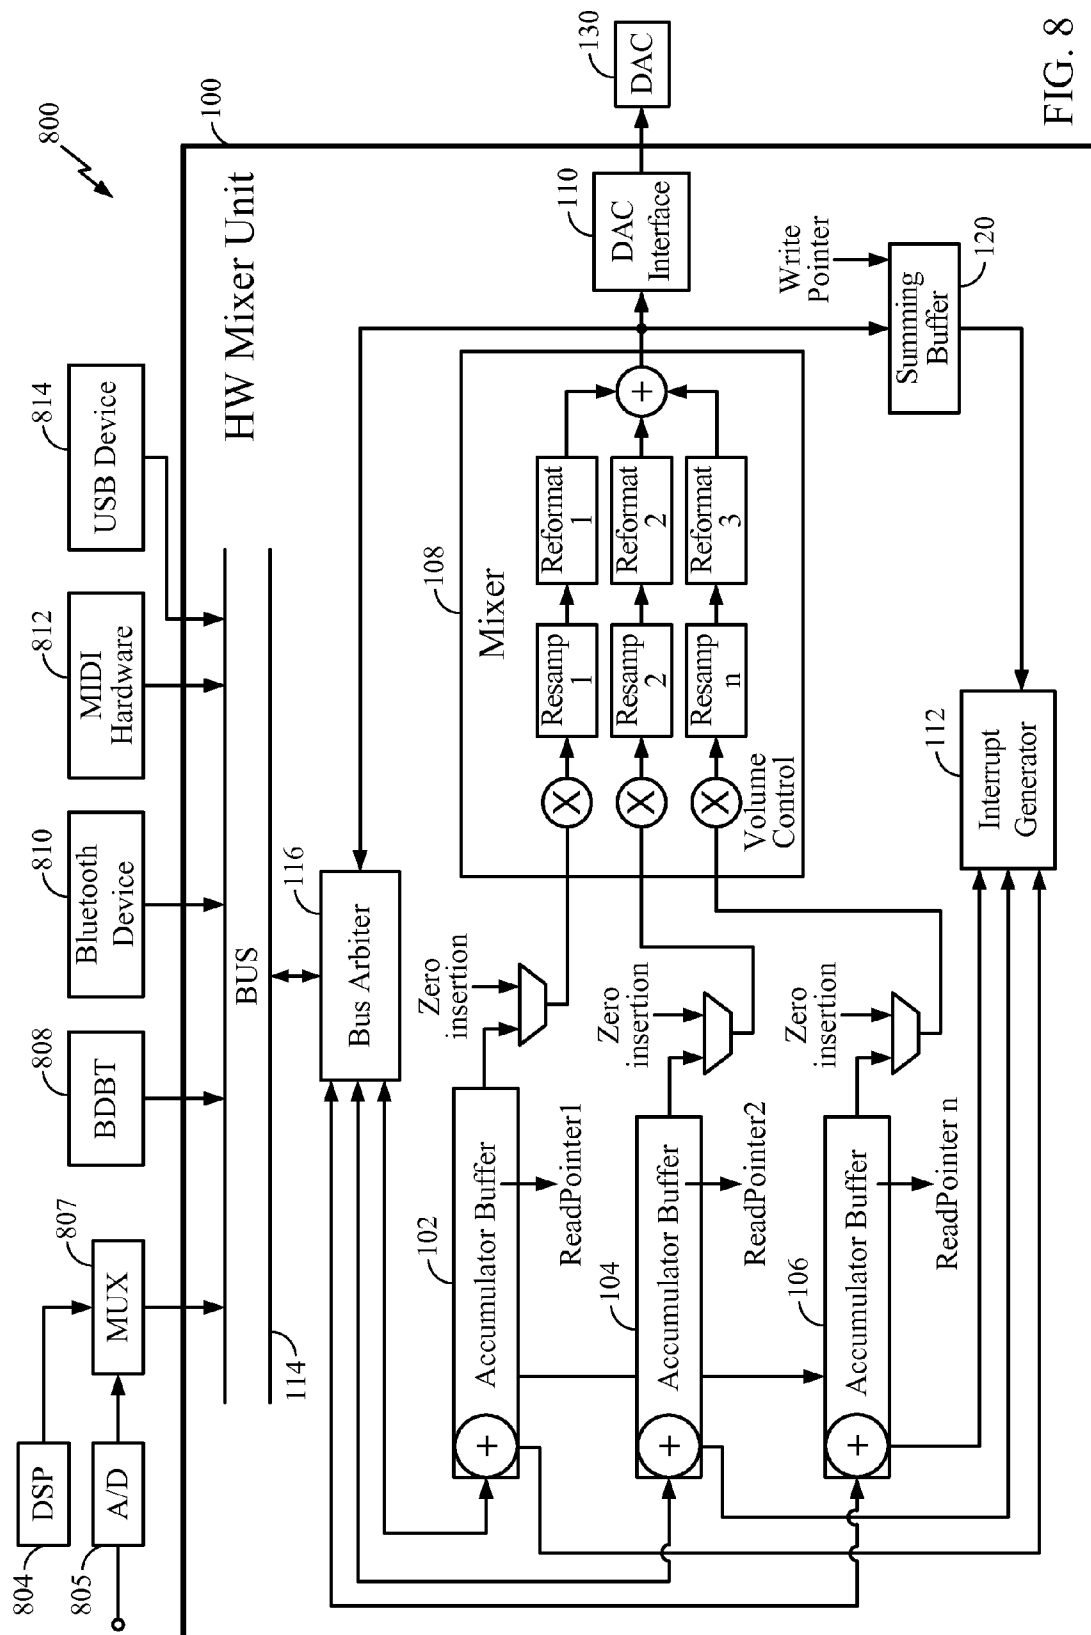 800
814
USB Device
812
MIDI
Hardware
810
Bluetooth
Device
808
BDBT
807
MUX
DSP
804
A/D
805
100
HW Mixer Unit
BUS
114
116
Bus Arbiter
102
Accumulator Buffer
ReadPointer1
Zero
insertion
104
Accumulator Buffer
ReadPointer2
Zero
insertion
106
Accumulator Buffer
ReadPointer n
Zero
insertion
+
+
+
108
Mixer
X
X
X
Volume
Control
Resamp
1
Resamp
2
Resamp
n
Reformat
1
Reformat
2
Reformat
3
+
110
DAC
Interface
130
DAC
Write
Pointer
Summing
Buffer
120
112
Interrupt
Generator
FIG. 8